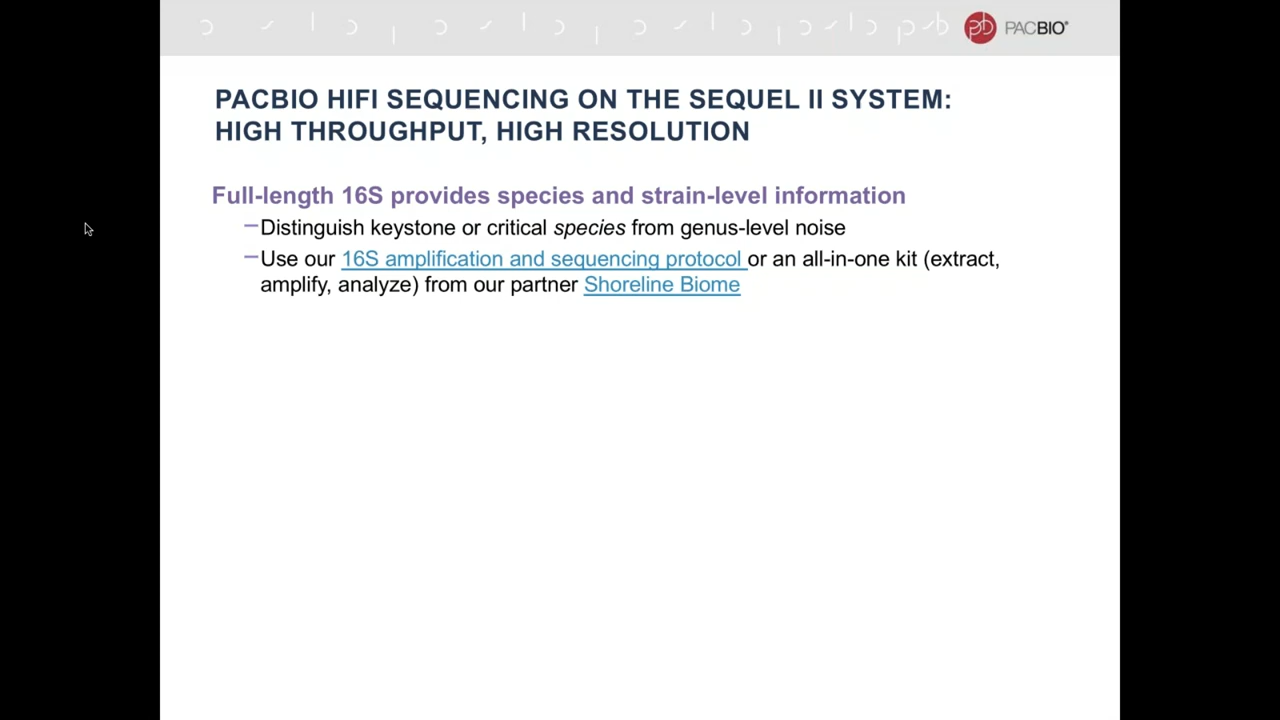 PACBIO®
PACBIO HIFI SEQUENCING ON THE SEQUEL II SYSTEM:
HIGH THROUGHPUT, HIGH RESOLUTION
Full-length 16S provides species and strain-level information
–Distinguish keystone or critical species from genus-level noise
–Use our 16S amplification and sequencing protocol or an all-in-one kit (extract,
amplify, analyze) from our partner Shoreline Biome